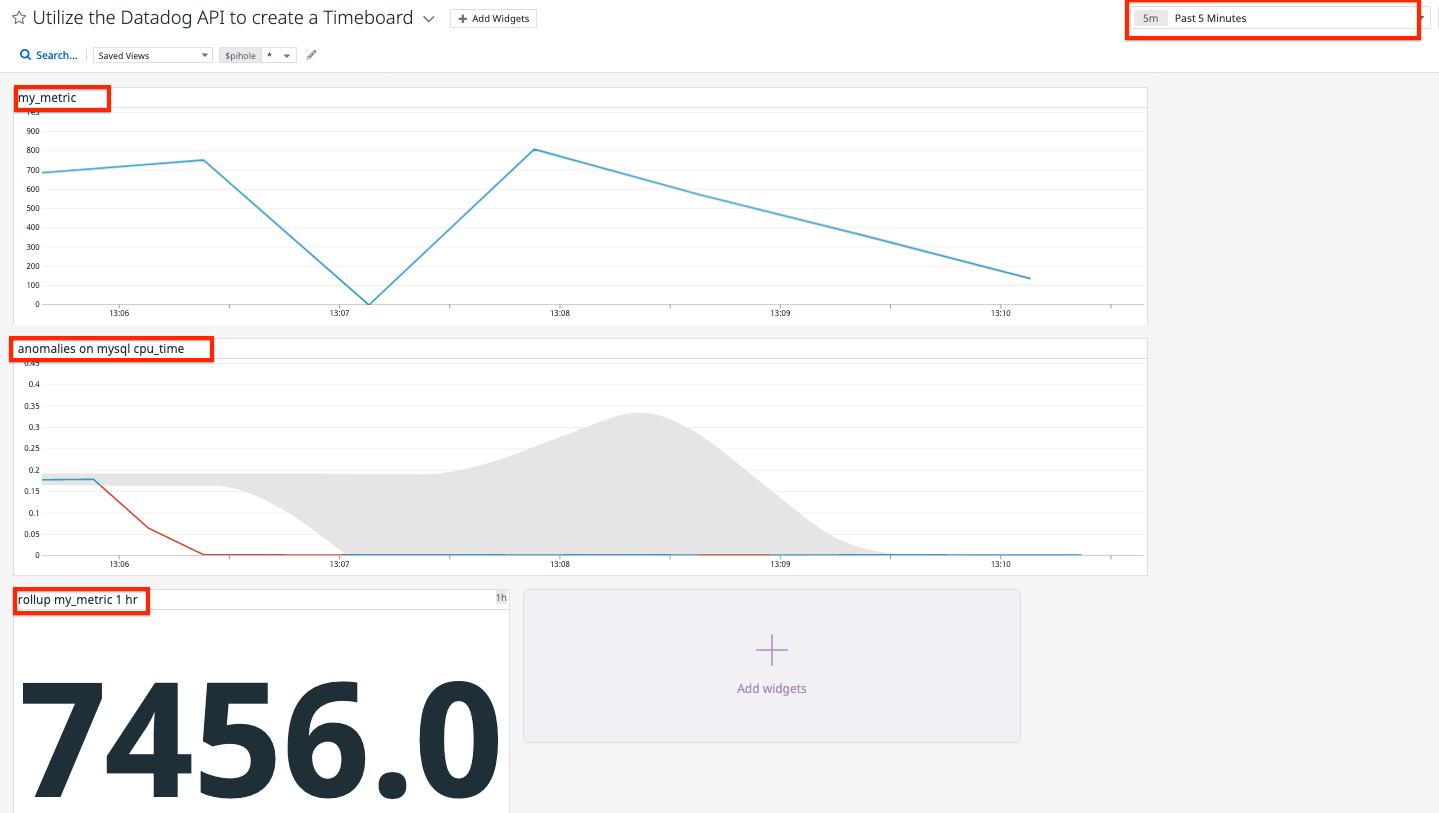 Utilize the Datadog API to create a Timeboard
+ Add Widgets
5m Past 5 Minutes
Search...
Saved Views
$pihole *
my_metric
1e3
900
800
700
600
500
400
300
200
100
0
13:06 13:07 13:08 13:09 13:10
anomalies on mysql cpu_time
0.45
0.4
0.35
0.3
0.25
0.2
0.15
0.1
0.05
0
13:06 13:07 13:08 13:09 13:10
rollup my_metric 1 hr
1h
7456.0
Add widgets